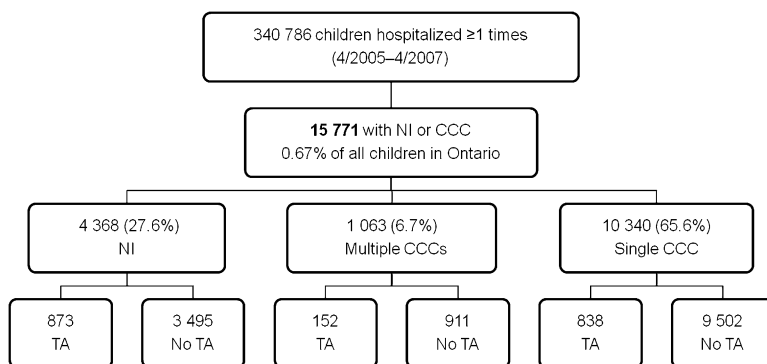 340 786 children hospitalized ≥1 times
(4/2005–4/2007)
15 771 with NI or CCC
0.67% of all children in Ontario
4 368 (27.6%)
NI
1 063 (6.7%)
Multiple CCCs
10 340 (65.6%)
Single CCC
873
TA
3 495
No TA
152
TA
911
No TA
838
TA
9 502
No TA